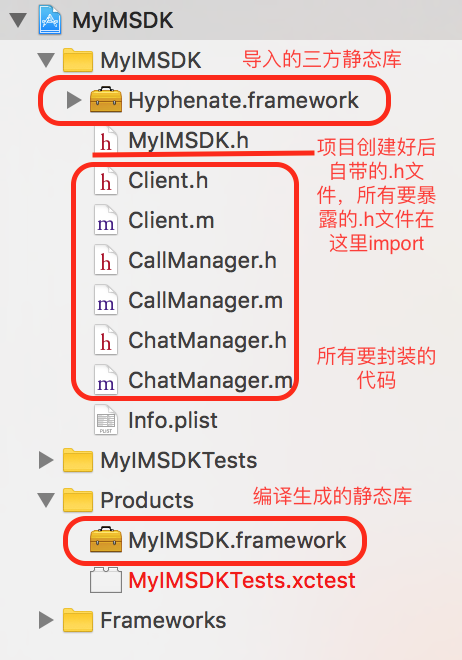 MyIMSDK
MyIMSDK
导入的三方静态库
Hyphenate.framework
h MyIMSDK.h
项目创建好后
自带的.h文
件，所有要暴
露的.h文件在
这里import
h Client.h
m Client.m
h CallManager.h
m CallManager.m
h ChatManager.h
m ChatManager.m
所有要封装的
代码
PLIST Info.plist
MyIMSDKTests
Products
编译生成的静态库
MyIMSDK.framework
MyIMSDKTests.xctest
Frameworks